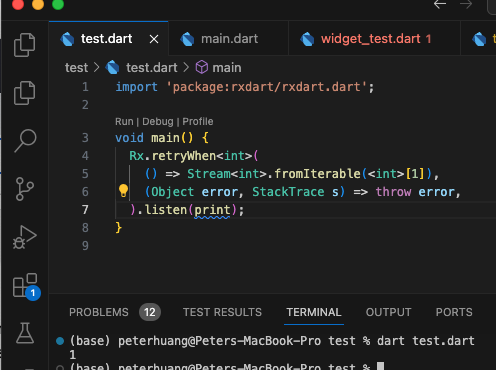 test.dart
main.dart
widget_test.dart 1
test > test.dart > main
1 import 'package:rxdart/rxdart.dart';
2
Run | Debug | Profile
3 void main() {
4 Rx.retryWhen<int>(
5 () => Stream<int>.fromIterable(<int>[1]),
6 (Object error, StackTrace s) => throw error,
7 ).listen(print);
8 }
9
1
PROBLEMS 12 TEST RESULTS TERMINAL OUTPUT PORTS
(base) peterhuang@Peters-MacBook-Pro test % dart test.dart
1
(base) peterhuang@Peters-MacBook-Pro test %